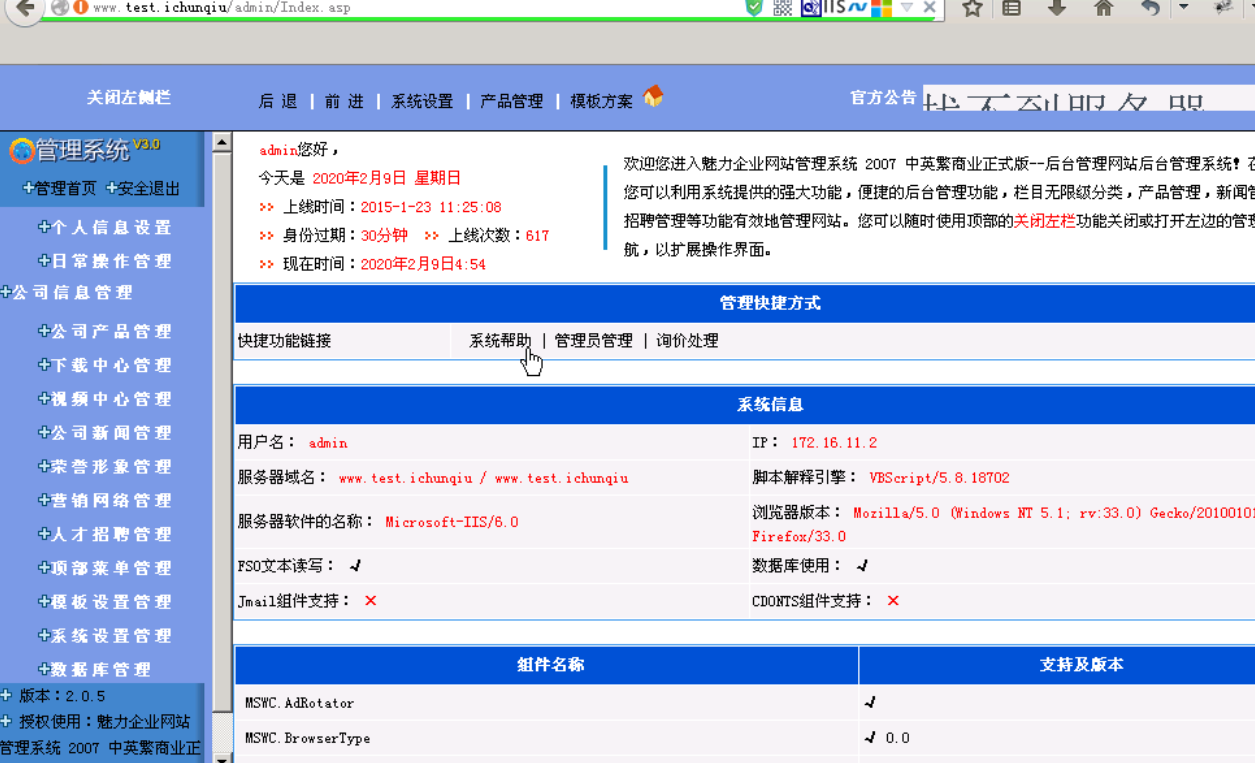 www.test.ichunqiu/admin/Index.asp
IIS
关闭左侧栏
后 退 | 前 进 | 系统设置 | 产品管理 | 模板方案
官方公告
管理系统 V3.0
管理首页 安全退出
个人信息设置
日常操作管理
公司信息管理
公司产品管理
下载中心管理
视频中心管理
公司新闻管理
荣誉形象管理
营销网络管理
人才招聘管理
顶部菜单管理
模板设置管理
系统设置管理
数据库管理
版本：2.0.5
授权使用：魅力企业网站
管理系统 2007 中英繁商业正
admin您好，
今天是 2020年2月9日 星期日
>> 上线时间：2015-1-23 11:25:08
>> 身份过期：30分钟 >> 上线次数：617
>> 现在时间：2020年2月9日4:54
欢迎您进入魅力企业网站管理系统 2007 中英繁商业正式版--后台管理网站后台管理系统！在
您可以利用系统提供的强大功能，便捷的后台管理功能，栏目无限级分类，产品管理，新闻管
招聘管理等功能有效地管理网站。您可以随时使用顶部的关闭左栏功能关闭或打开左边的管理
航，以扩展操作界面。
管理快捷方式
快捷功能链接 系统帮助 | 管理员管理 | 询价处理
系统信息
用户名： admin IP： 172.16.11.2
服务器域名： www.test.ichunqiu / www.test.ichunqiu 脚本解释引擎： VBScript/5.8.18702
服务器软件的名称： Microsoft-IIS/6.0 浏览器版本： Mozilla/5.0 (Windows NT 5.1; rv:33.0) Gecko/20100101
Firefox/33.0
FSO文本读写： √ 数据库使用： √
Jmail组件支持： × CDONTS组件支持： ×
组件名称 支持及版本
MSWC.AdRotator √
MSWC.BrowserType √ 0.0